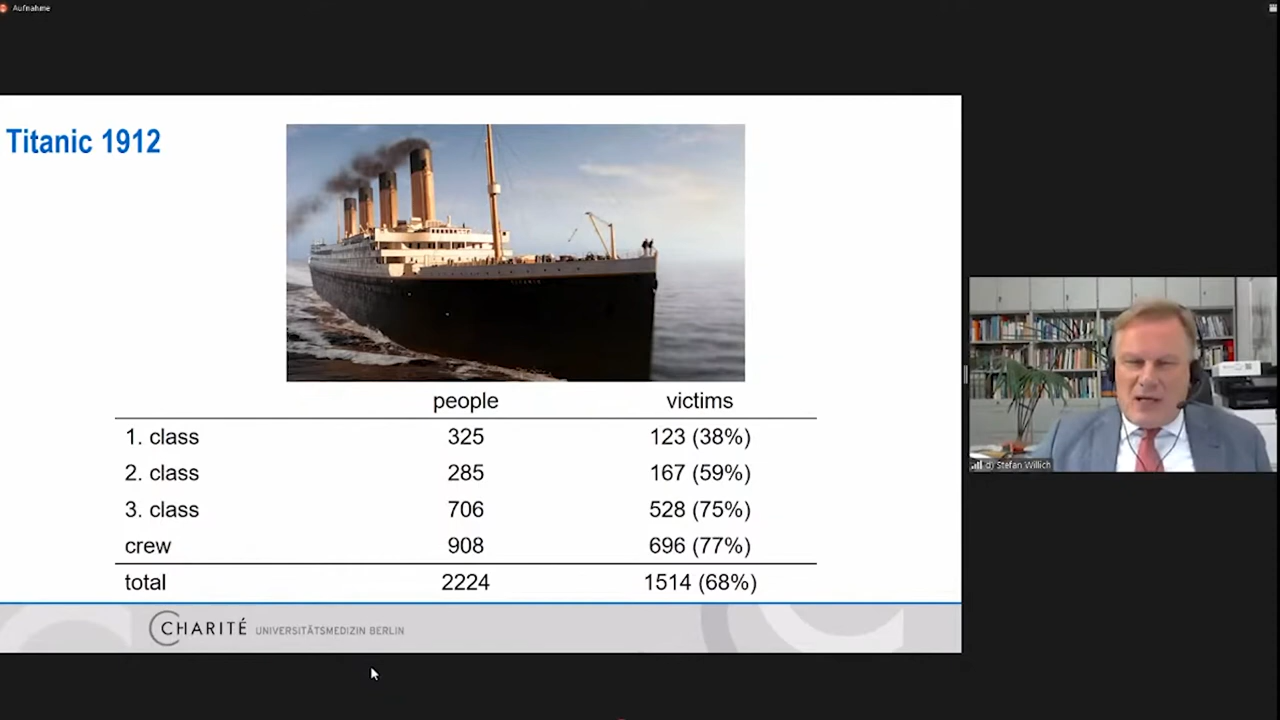 Aufnahme
Titanic 1912
people victims
1. class 325 123 (38%)
2. class 285 167 (59%)
3. class 706 528 (75%)
crew 908 696 (77%)
total 2224 1514 (68%)
CHARITÉ UNIVERSITÄTSMEDIZIN BERLIN
Stefan Willich